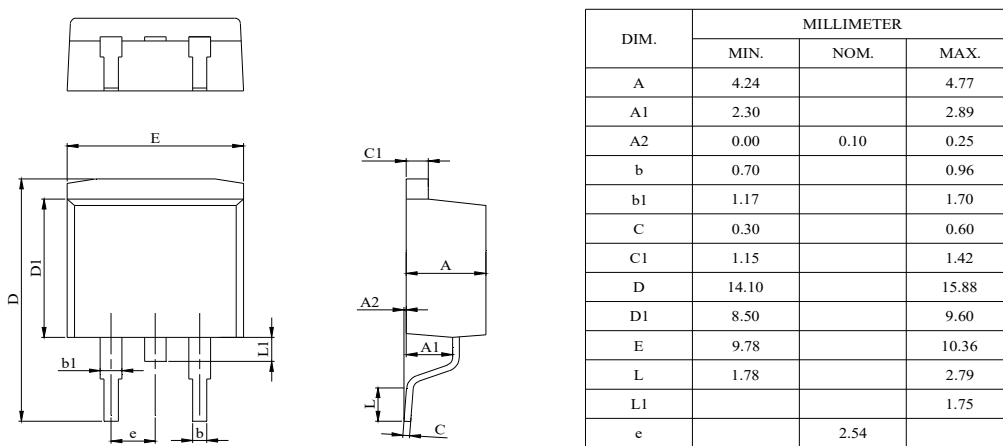 E
D
D1
b1
L1
e
b
C1
A
A2
A1
L
C
DIM. MILLIMETER
MIN. NOM. MAX.
A 4.24 4.77
A1 2.30 2.89
A2 0.00 0.10 0.25
b 0.70 0.96
b1 1.17 1.70
C 0.30 0.60
C1 1.15 1.42
D 14.10 15.88
D1 8.50 9.60
E 9.78 10.36
L 1.78 2.79
L1 1.75
e 2.54